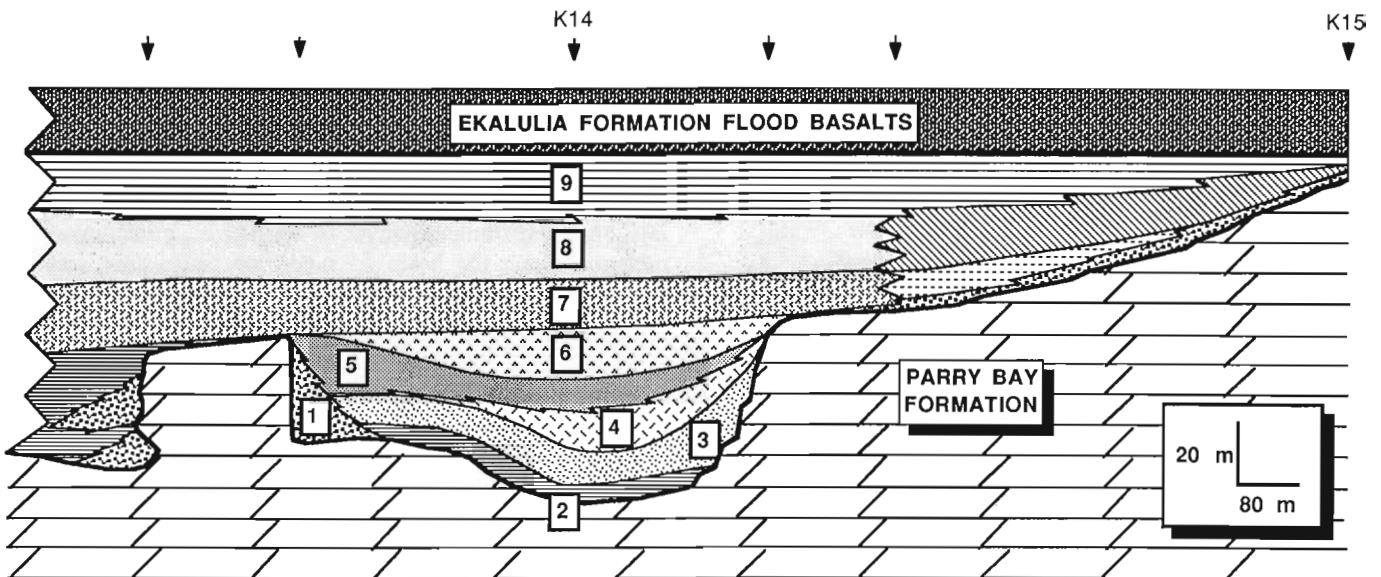 K14
K15
EKALULIA FORMATION FLOOD BASALTS
9
8
7
6
5
1
4
3
2
PARRY BAY
FORMATION
20 m
80 m